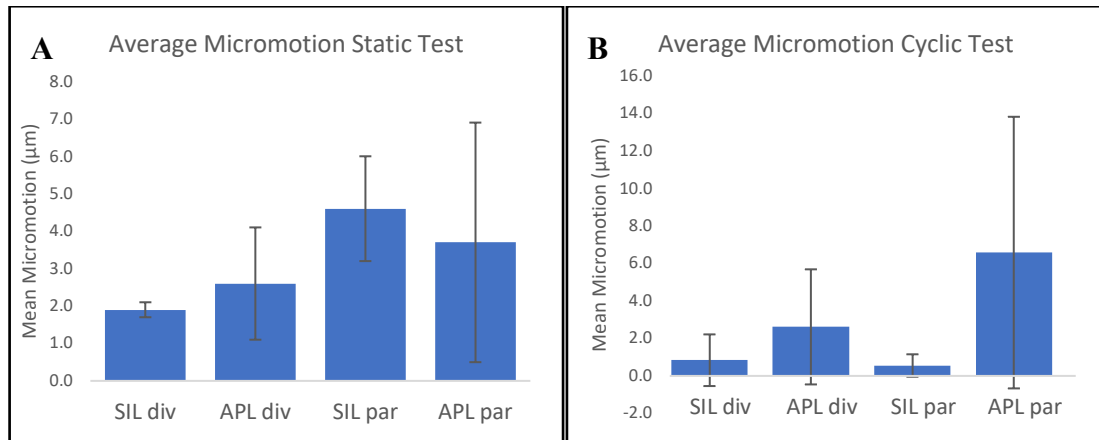 A
Average Micromotion Static Test
Mean Micromotion (µm)
8.0
7.0
6.0
5.0
4.0
3.0
2.0
1.0
0.0
SIL div
APL div
SIL par
APL par
B
Average Micromotion Cyclic Test
Mean Micromotion (µm)
16.0
14.0
12.0
10.0
8.0
6.0
4.0
2.0
0.0
-2.0
SIL div
APL div
SIL par
APL par